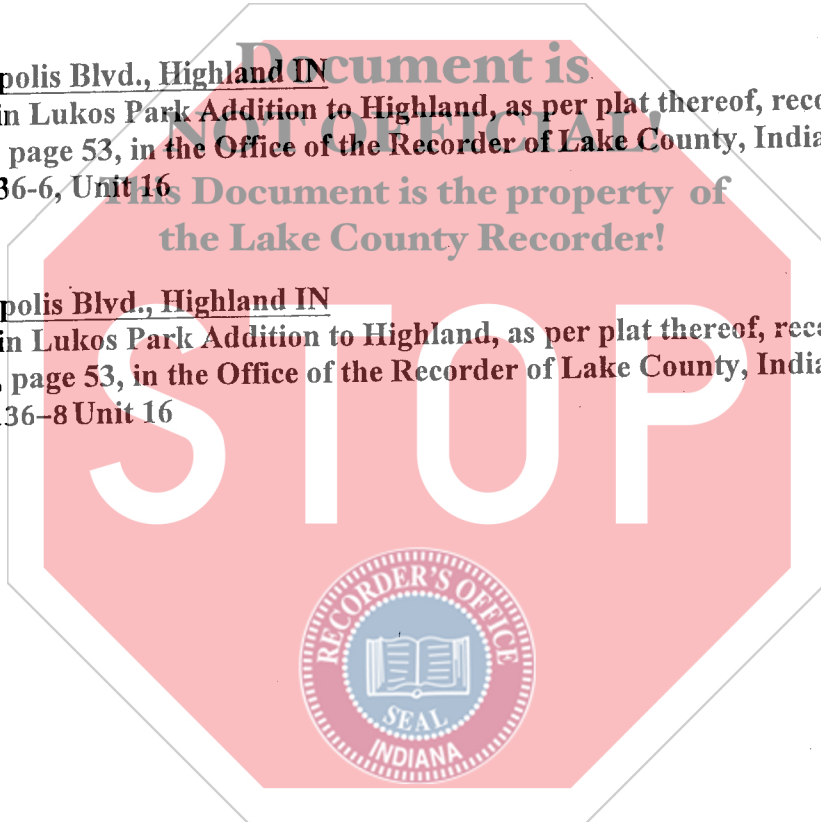 Document is
polis Blvd., Highland IN
in Lukos Park Addition to Highland, as per plat thereof, reco
NOT OFFICIAL!
page 53, in the Office of the Recorder of Lake County, India
36-6, Unit 16
This Document is the property of
the Lake County Recorder!
polis Blvd., Highland IN
in Lukos Park Addition to Highland, as per plat thereof, reco
, page 53, in the Office of the Recorder of Lake County, India
36–8 Unit 16
STOP
RECORDER'S OFFICE
SEAL
INDIANA